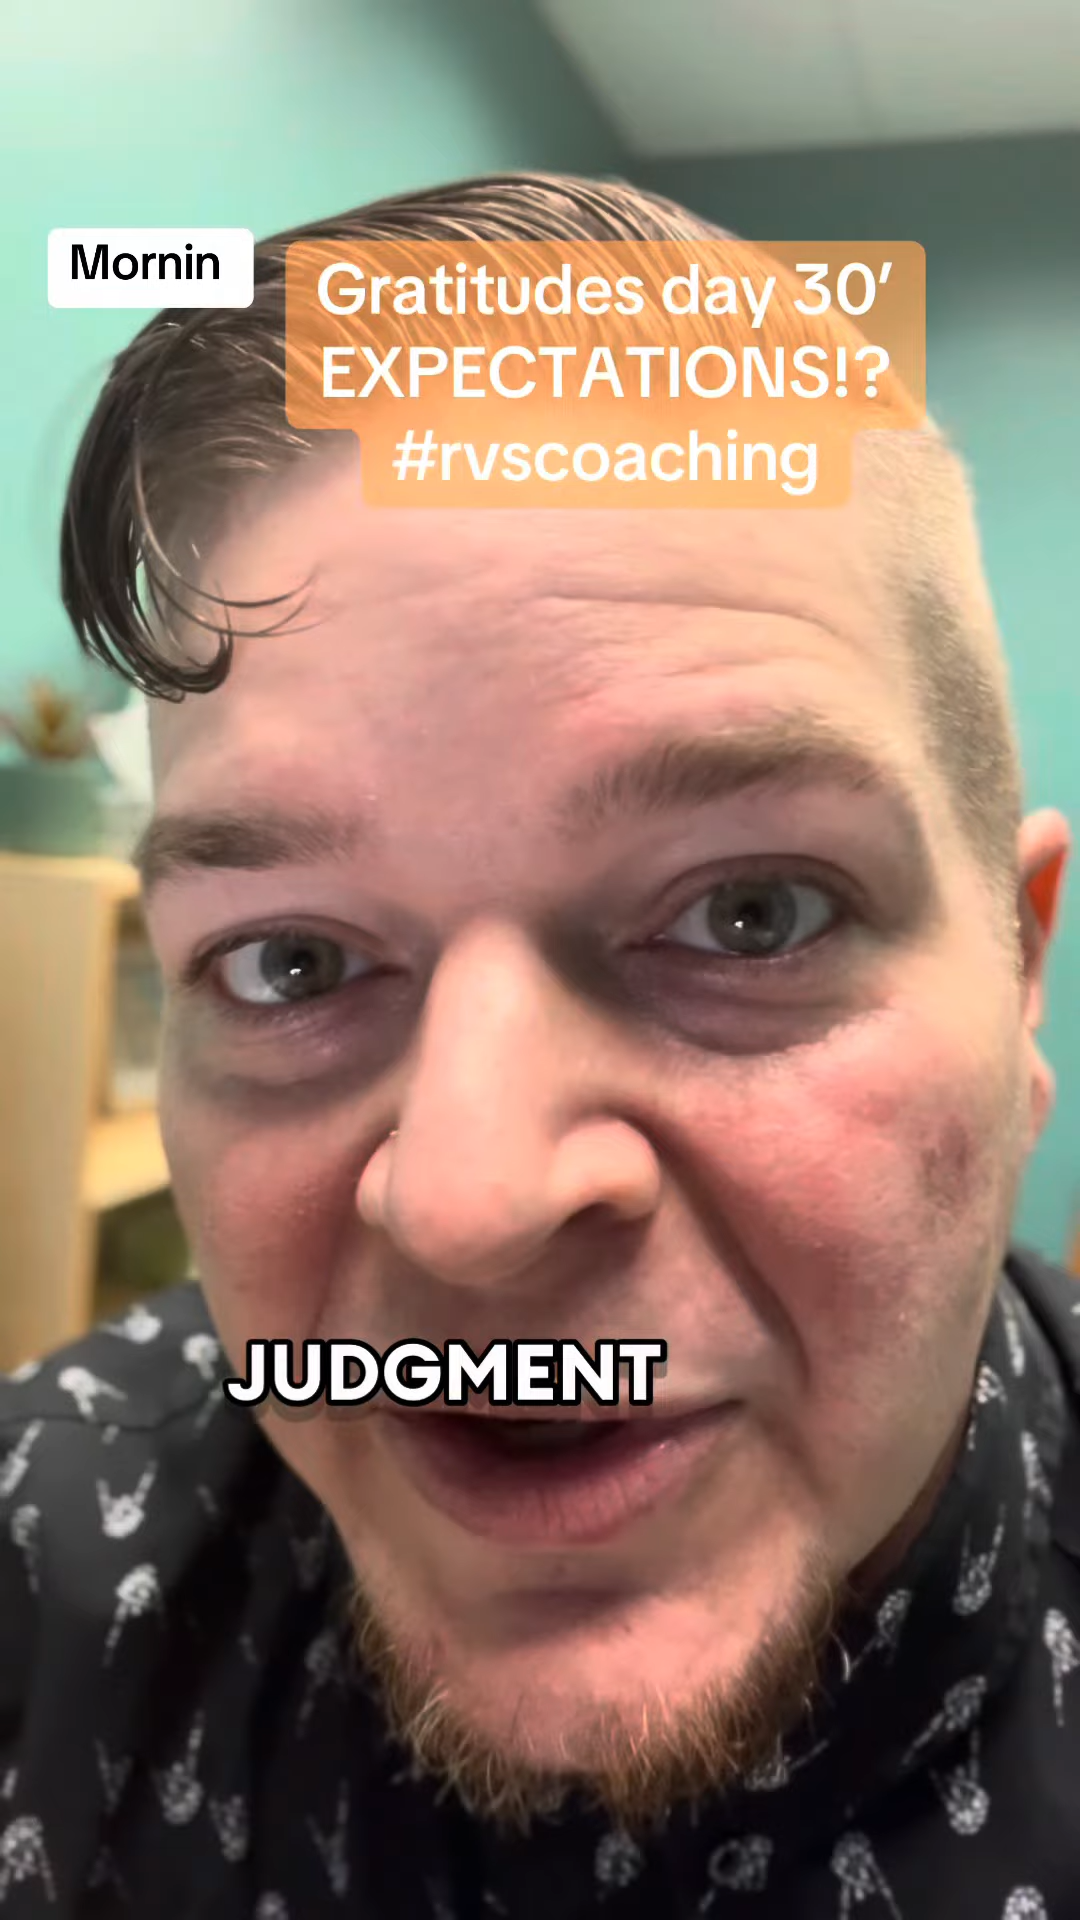 Mornin
Gratitudes day 30’
EXPECTATIONS!?
#rvscoaching
JUDGMENT